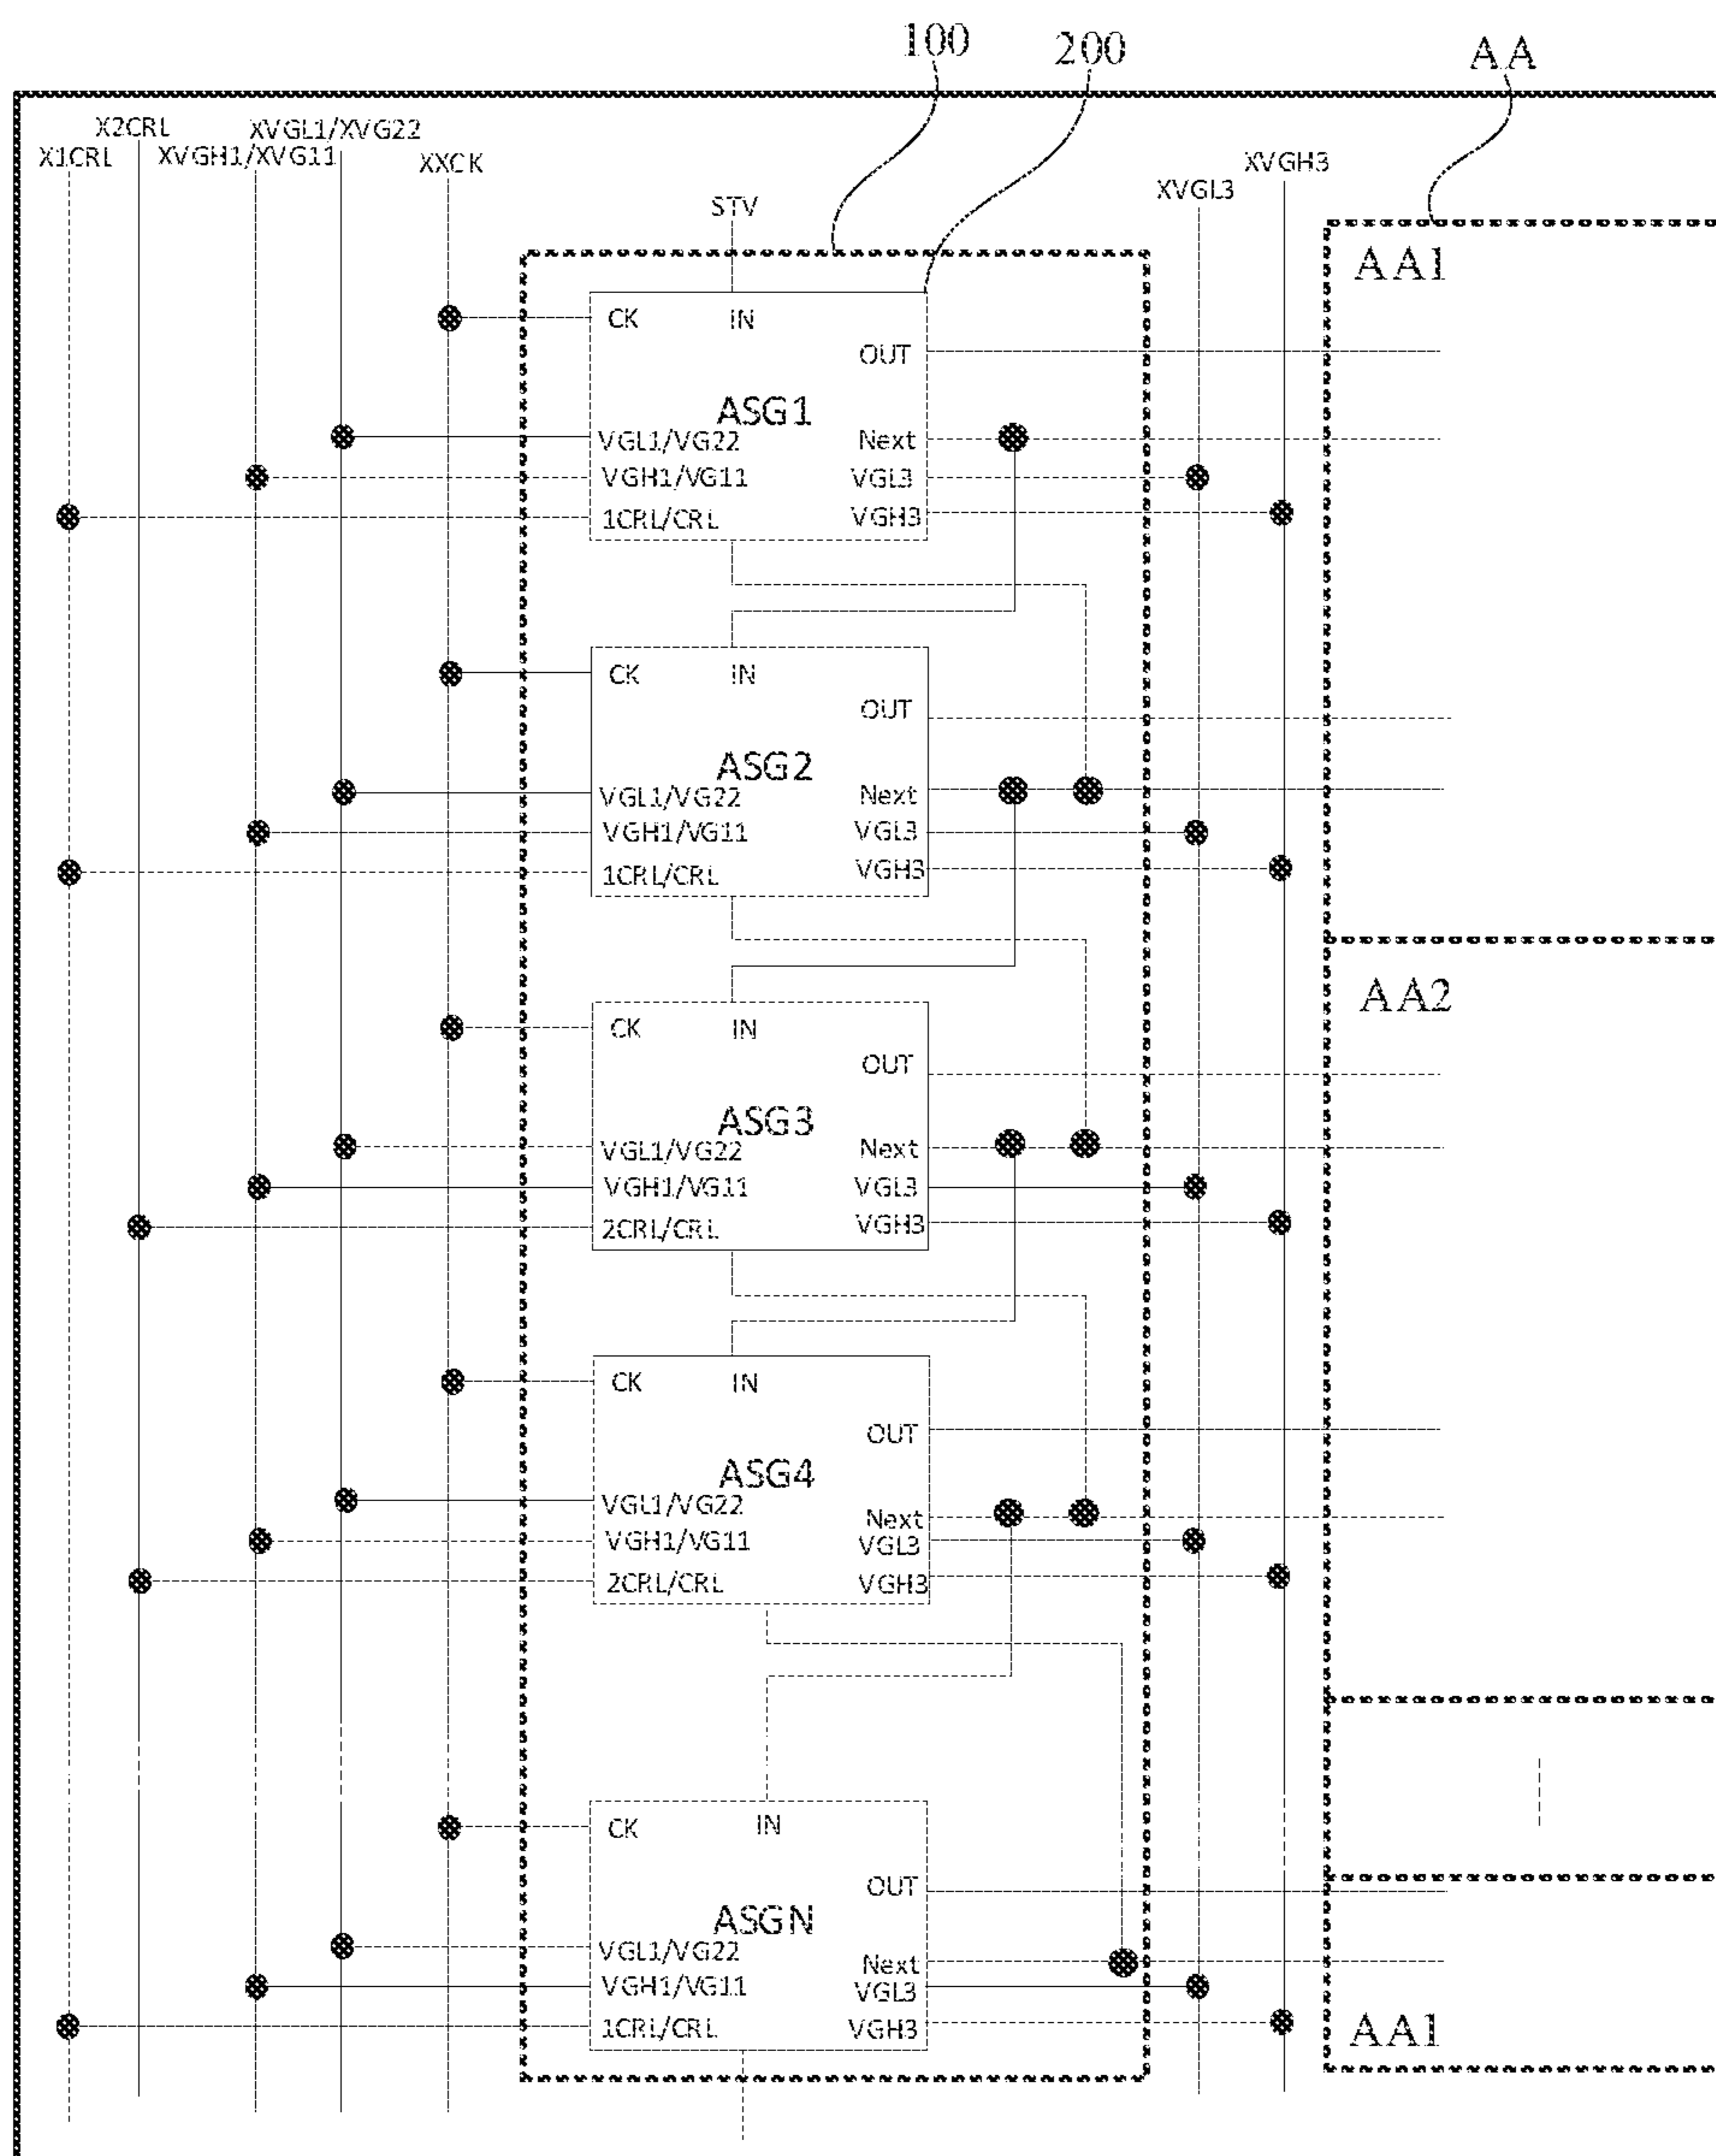 100
200
AA
X2CRL
XVGL1/XVG22
X1CRL
XVGH1/XVG11
XXCK
XVGH3
XVGL3
STV
AA1
CK
IN
OUT
ASG1
VGL1/VG22
Next
VGH1/VG11
VGL3
1CRL/CRL
VGH3
CK
IN
OUT
ASG2
VGL1/VG22
Next
VGH1/VG11
VGL3
1CRL/CRL
VGH3
AA2
CK
IN
OUT
ASG3
VGL1/VG22
Next
VGH1/VG11
VGL3
2CRL/CRL
VGH3
CK
IN
OUT
ASG4
VGL1/VG22
Next
VGH1/VG11
VGL3
2CRL/CRL
VGH3
CK
IN
OUT
ASGN
VGL1/VG22
Next
VGH1/VG11
VGL3
1CRL/CRL
VGH3
AA1